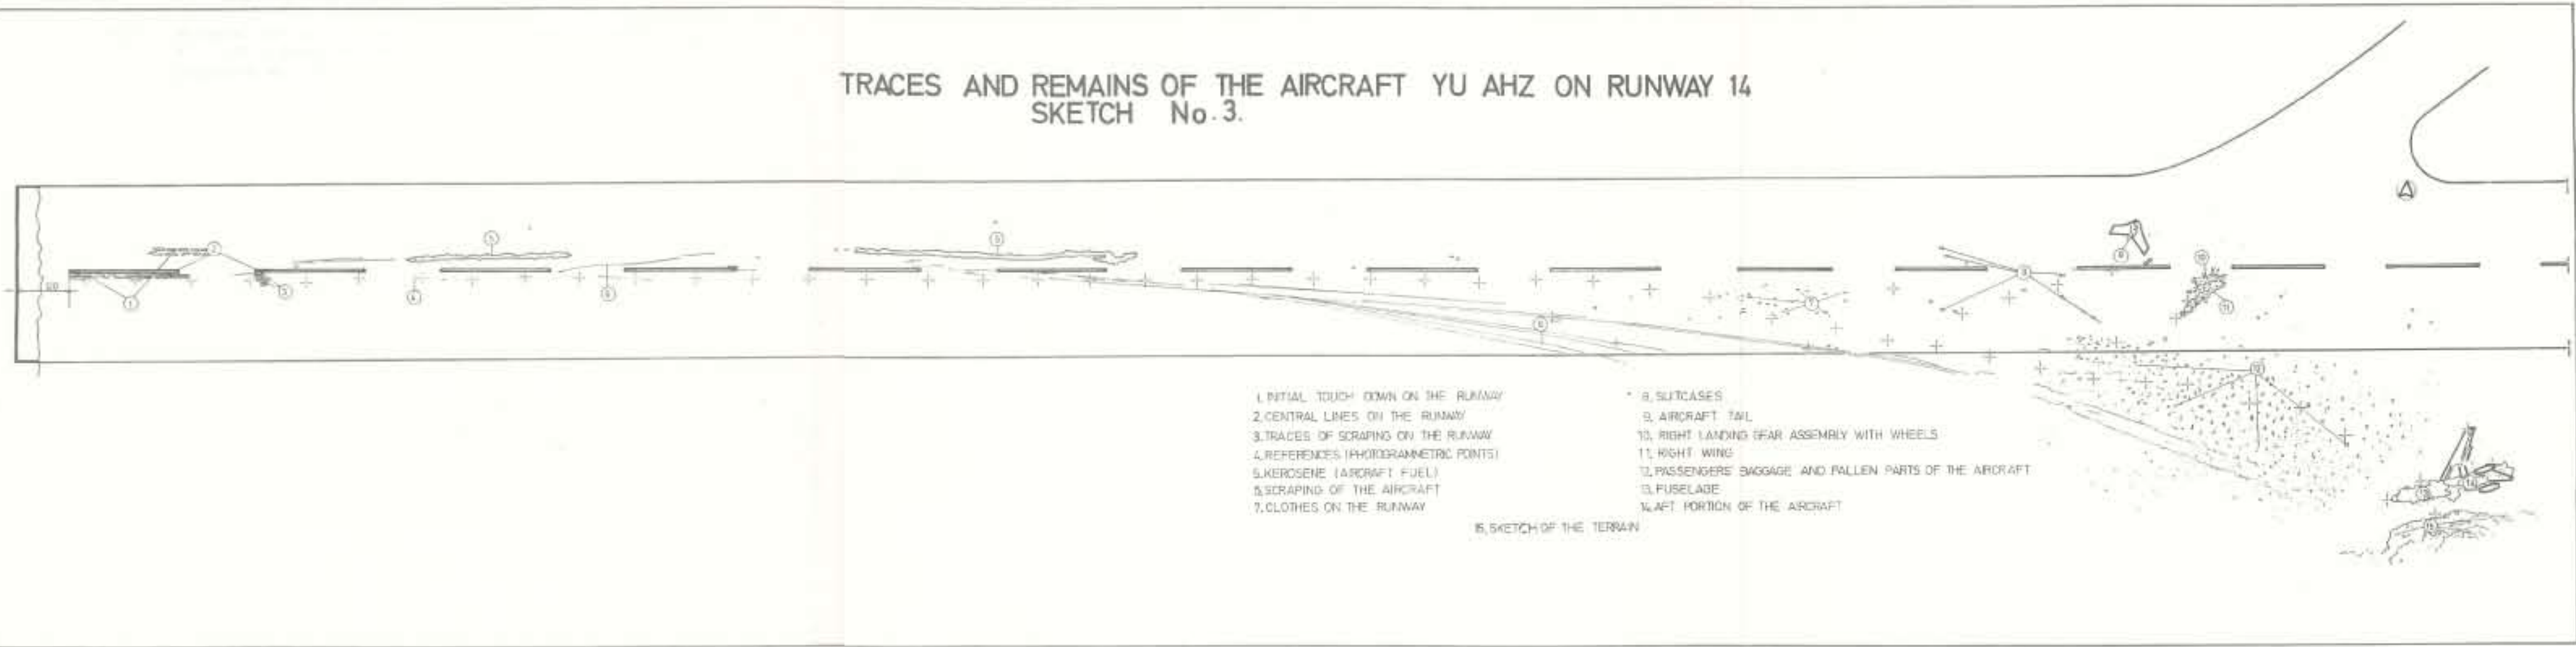 TRACES AND REMAINS OF THE AIRCRAFT YU AHZ ON RUNWAY 14
SKETCH No. 3.
1. INITIAL TOUCH DOWN ON THE RUNWAY
2. CENTRAL LINES ON THE RUNWAY
3. TRACES OF SCRAPING ON THE RUNWAY
4. REFERENCES (PHOTOGRAMMETRIC POINTS)
5. KEROSENE (AIRCRAFT FUEL)
6. SCRAPING OF THE AIRCRAFT
7. CLOTHES ON THE RUNWAY
8. SUITCASES
9. AIRCRAFT TAIL
10. RIGHT LANDING GEAR ASSEMBLY WITH WHEELS
11. RIGHT WING
12. PASSENGERS' BAGGAGE AND FALLEN PARTS OF THE AIRCRAFT
13. FUSELAGE
14. AFT PORTION OF THE AIRCRAFT
15. SKETCH OF THE TERRAIN